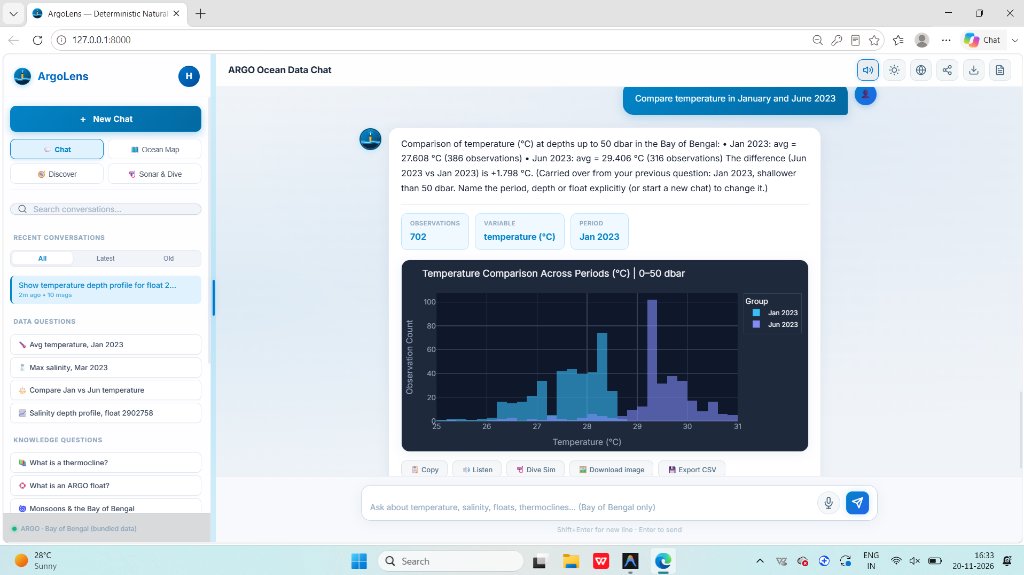 ArgoLens — Deterministic Natural
127.0.0.1:8000
Chat
ArgoLens
H
ARGO Ocean Data Chat
+ New Chat
Chat
Ocean Map
Discover
Sonar & Dive
Search conversations...
RECENT CONVERSATIONS
All
Latest
Old
Show temperature depth profile for float 2...
2m ago • 10 msgs
DATA QUESTIONS
Avg temperature, Jan 2023
Max salinity, Mar 2023
Compare Jan vs Jun temperature
Salinity depth profile, float 2902758
KNOWLEDGE QUESTIONS
What is a thermocline?
What is an ARGO float?
Monsoons & the Bay of Bengal
ARGO · Bay of Bengal (bundled data)
Compare temperature in January and June 2023
Comparison of temperature (°C) at depths up to 50 dbar in the Bay of Bengal: • Jan 2023: avg =
27.608 °C (386 observations) • Jun 2023: avg = 29.406 °C (316 observations) The difference (Jun
2023 vs Jan 2023) is +1.798 °C. (Carried over from your previous question: Jan 2023, shallower
than 50 dbar. Name the period, depth or float explicitly (or start a new chat) to change it.)
OBSERVATIONS
702
VARIABLE
temperature (°C)
PERIOD
Jan 2023
Temperature Comparison Across Periods (°C) | 0–50 dbar
Group
Jan 2023
Jun 2023
Observation Count
100
80
60
40
20
0
25 26 27 28 29 30 31
Temperature (°C)
Copy
Listen
Dive Sim
Download image
Export CSV
Ask about temperature, salinity, floats, thermoclines... (Bay of Bengal only)
Shift+Enter for new line · Enter to send
28°C
Sunny
Search
ENG
IN
16:33
20-11-2026